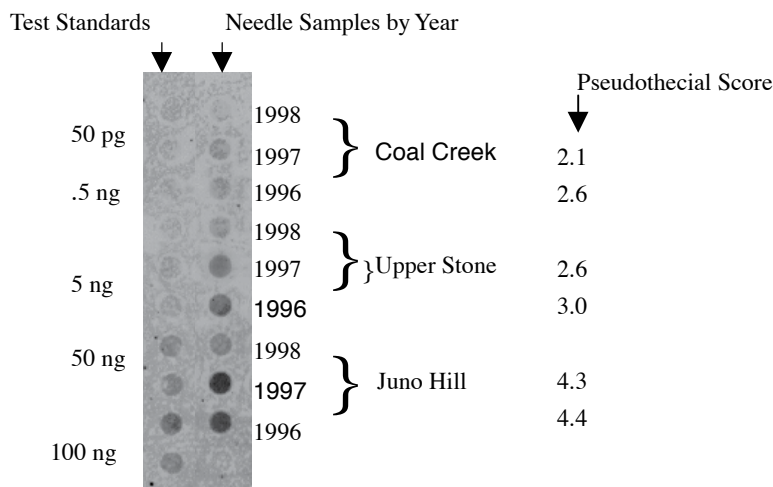 Test Standards
Needle Samples by Year
Pseudothecial Score
1998
50 pg
1997
} Coal Creek
2.1
.5 ng
1996
2.6
1998
1997
} }Upper Stone
2.6
5 ng
1996
3.0
1998
50 ng
1997
} Juno Hill
4.3
1996
4.4
100 ng